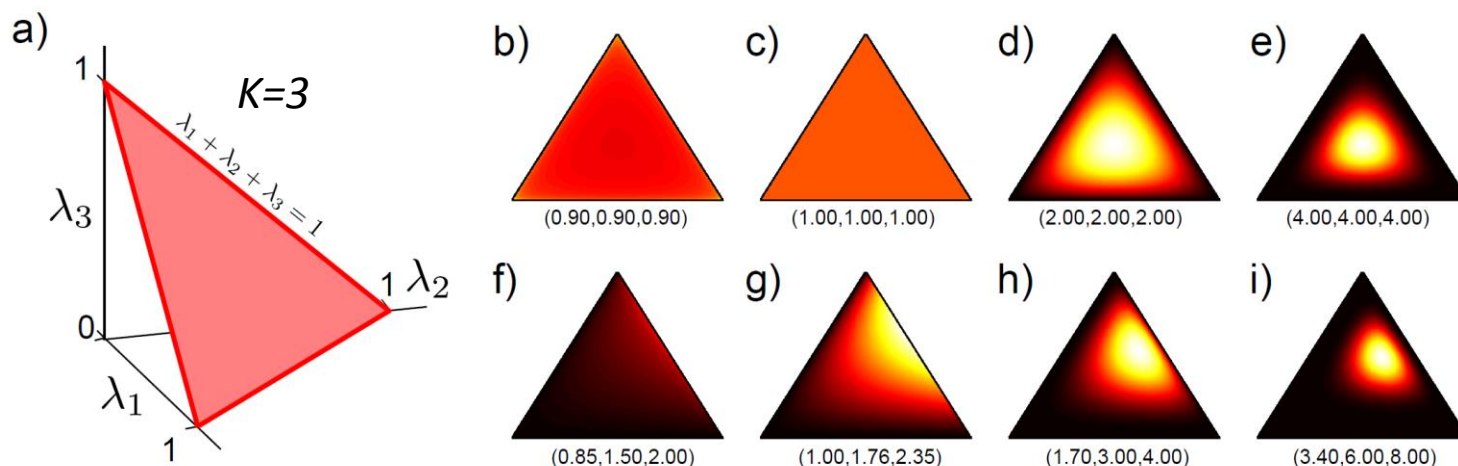 a)
K=3
1
λ₁ + λ₂ + λ₃ = 1
λ₃
0
λ₁
1
1
λ₂
b)
(0.90,0.90,0.90)
c)
(1.00,1.00,1.00)
d)
(2.00,2.00,2.00)
e)
(4.00,4.00,4.00)
f)
(0.85,1.50,2.00)
g)
(1.00,1.76,2.35)
h)
(1.70,3.00,4.00)
i)
(3.40,6.00,8.00)